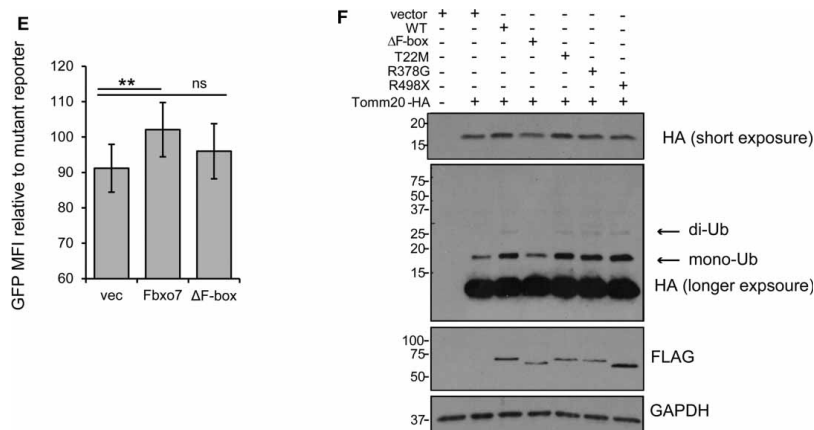 E
GFP MFI relative to mutant reporter
120
110
100
90
80
70
60
**
ns
vec Fbxo7 ΔF-box
F
vector + + - - - - -
WT - - + - - - -
ΔF-box - - - + - - -
T22M - - - - + - -
R378G - - - - - + -
R498X - - - - - - +
Tomm20-HA - + + + + + +
20
15
HA (short exposure)
75
50
37
25
20
15
← di-Ub
← mono-Ub
HA (longer expsoure)
100
75
50
FLAG
37
GAPDH